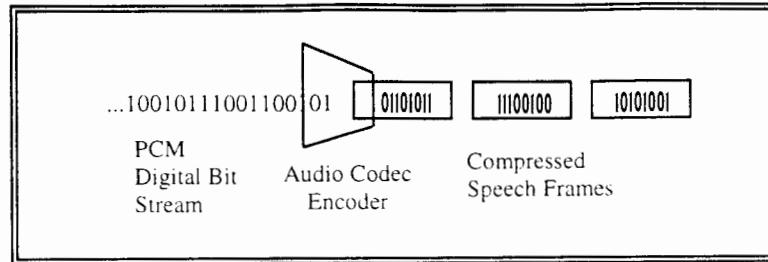 ...10010111001100101 01101011 11100100 10101001
PCM
Digital Bit
Stream
Audio Codec
Encoder
Compressed
Speech Frames